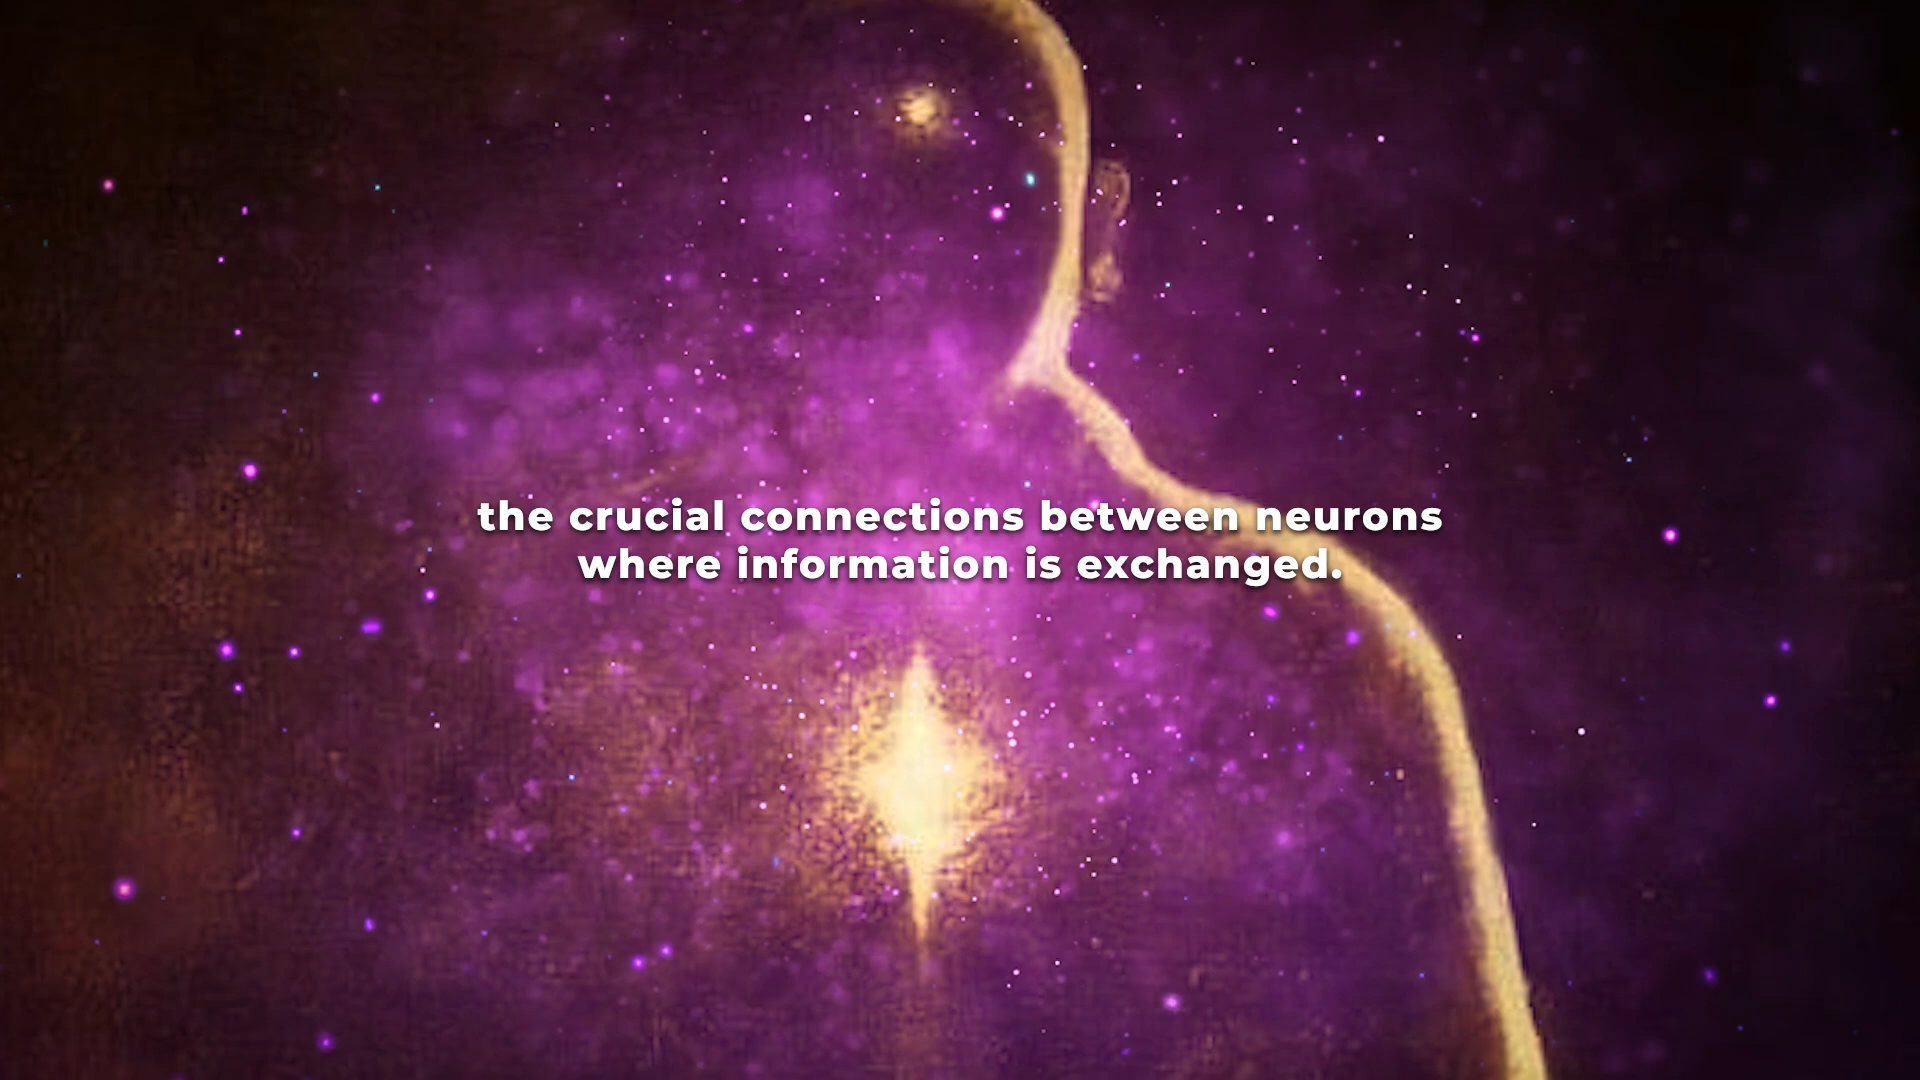 the crucial connections between neurons
where information is exchanged.